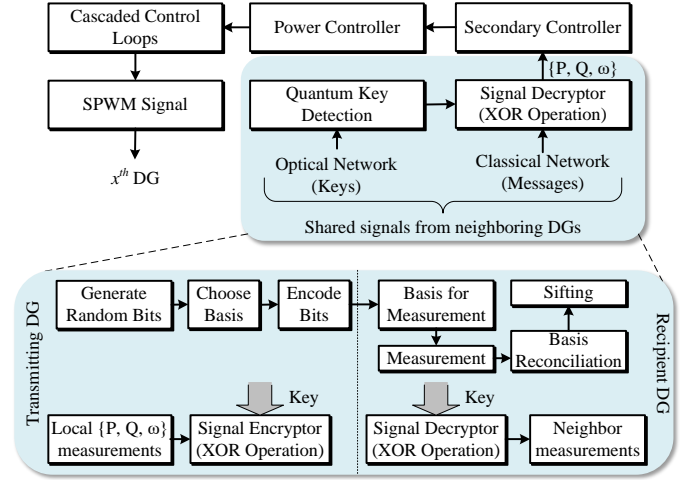 Cascaded Control
Loops
Power Controller
Secondary Controller
{P, Q, ω}
SPWM Signal
Quantum Key
Detection
Signal Decryptor
(XOR Operation)
xth DG
Optical Network
(Keys)
Classical Network
(Messages)
Shared signals from neighboring DGs
Transmitting DG
Generate
Random Bits
Choose
Basis
Encode
Bits
Basis for
Measurement
Sifting
Measurement
Basis
Reconciliation
Recipient DG
Key
Key
Local {P, Q, ω}
measurements
Signal Encryptor
(XOR Operation)
Signal Decryptor
(XOR Operation)
Neighbor
measurements